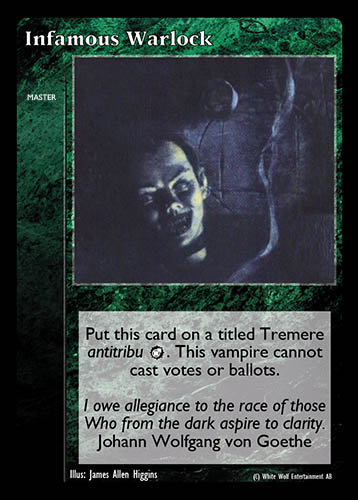 Infamous Warlock
MASTER
Put this card on a titled Tremere
antitribu . This vampire cannot
cast votes or ballots.
I owe allegiance to the race of those
Who from the dark aspire to clarity.
Johann Wolfgang von Goethe
Illus: James Allen Higgins
(C) White Wolf Entertainment AB